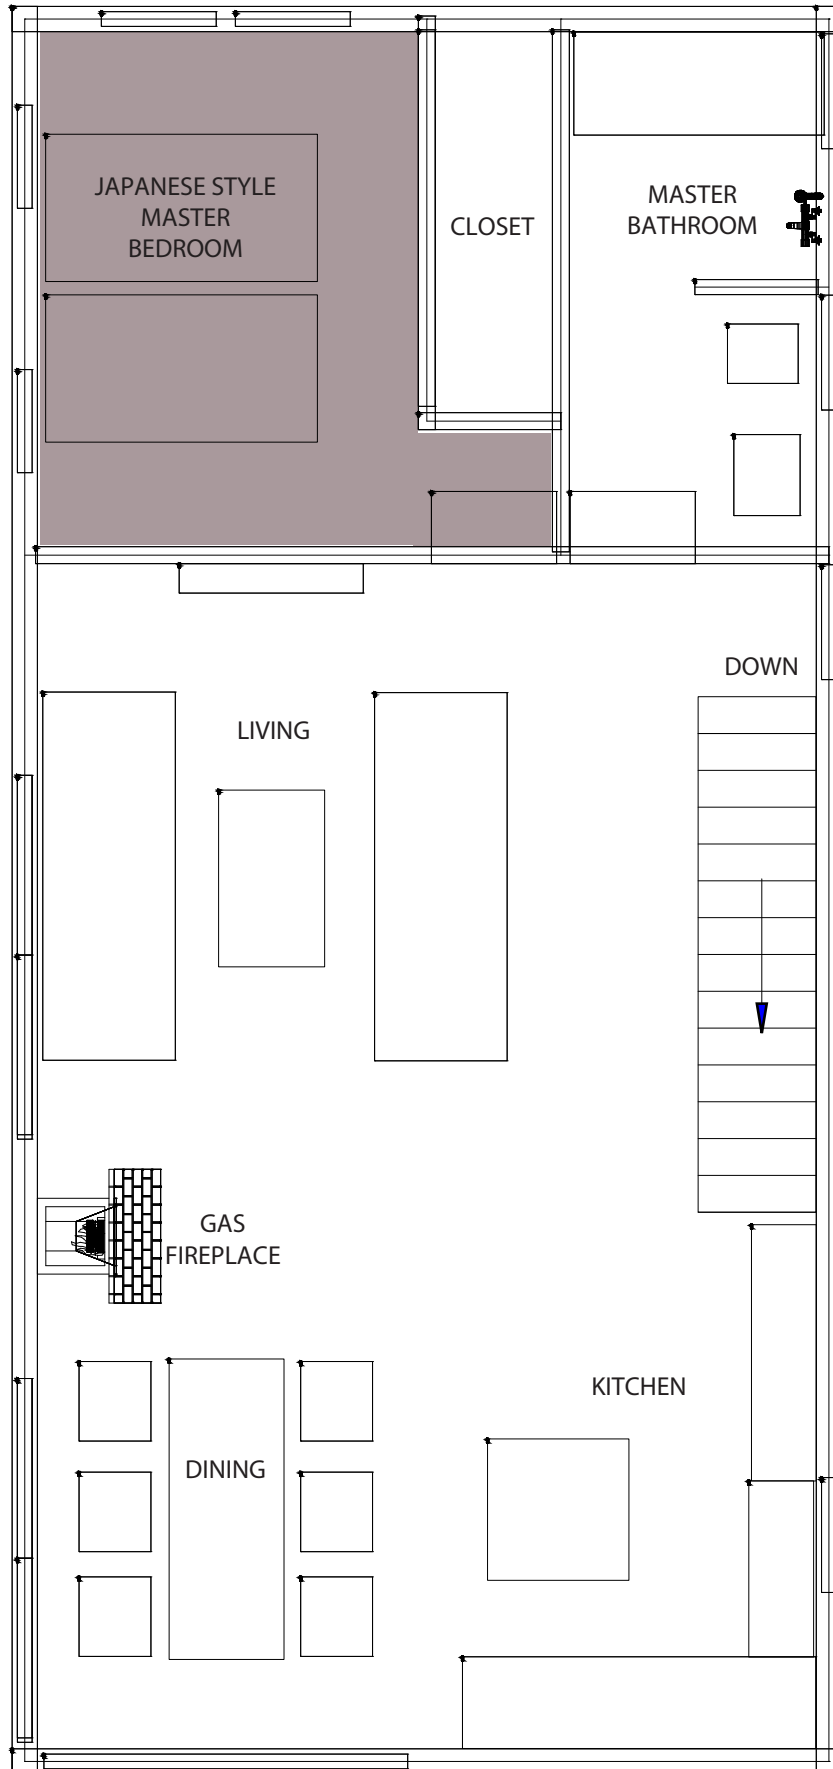 JAPANESE STYLE
MASTER
BEDROOM
CLOSET
MASTER
BATHROOM
DOWN
LIVING
GAS
FIREPLACE
KITCHEN
DINING